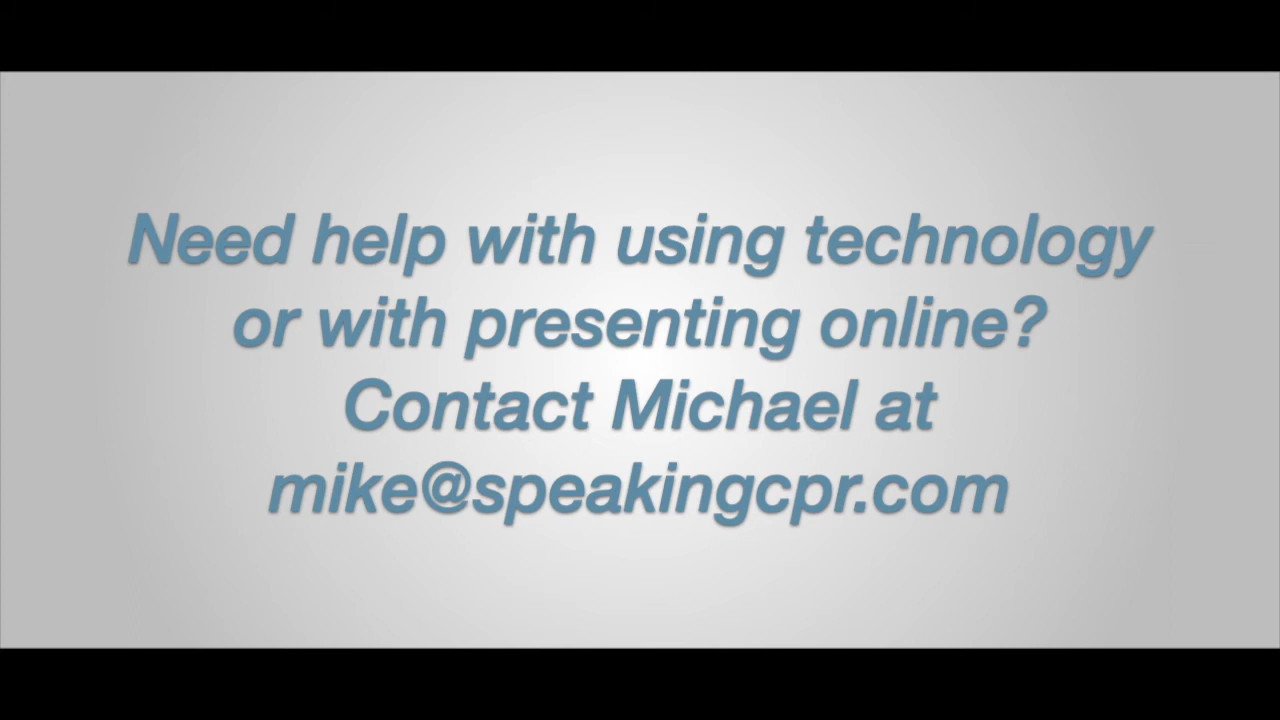 Need help with using technology
or with presenting online?
Contact Michael at
mike@speakingcpr.com